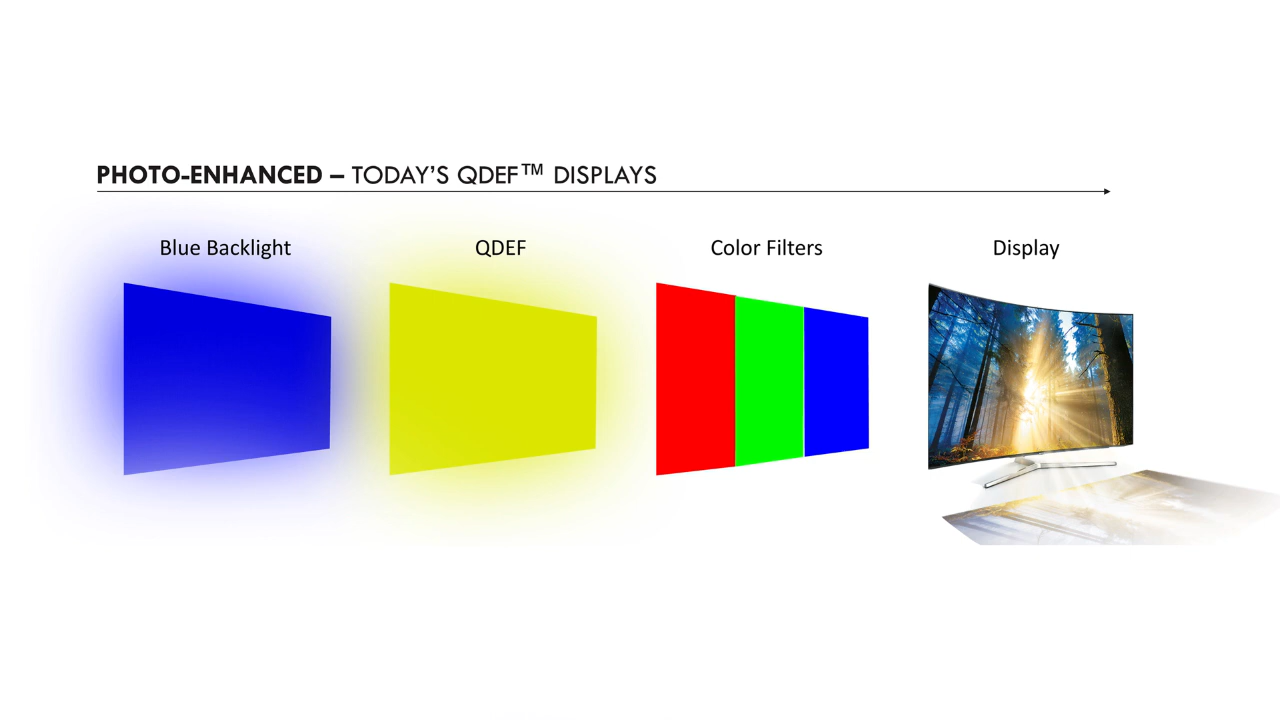 PHOTO-ENHANCED – TODAY'S QDEF™ DISPLAYS
Blue Backlight
QDEF
Color Filters
Display